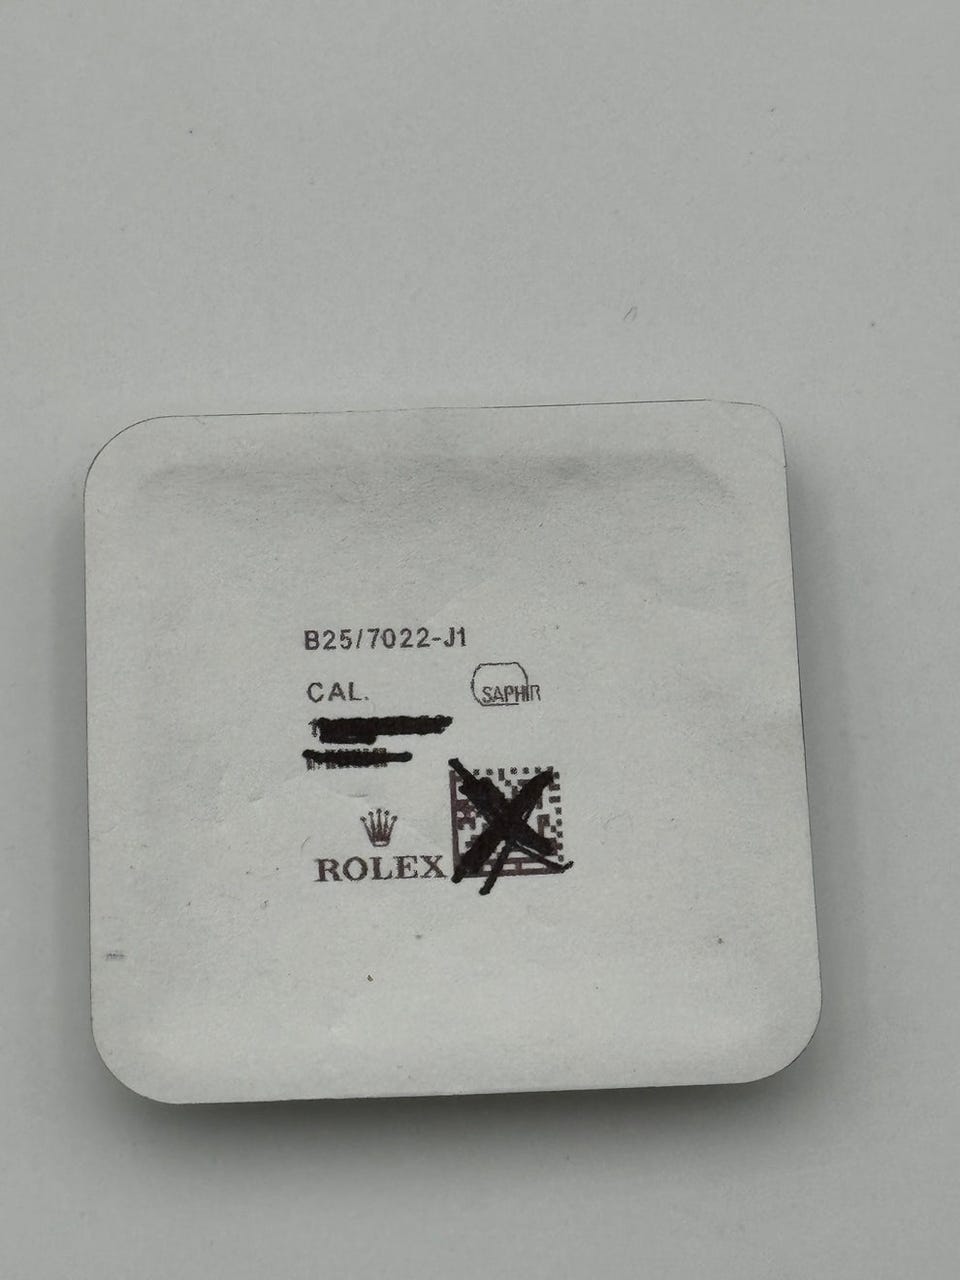 B25/7022-J1
CAL.
SAPHIR
ROLEX